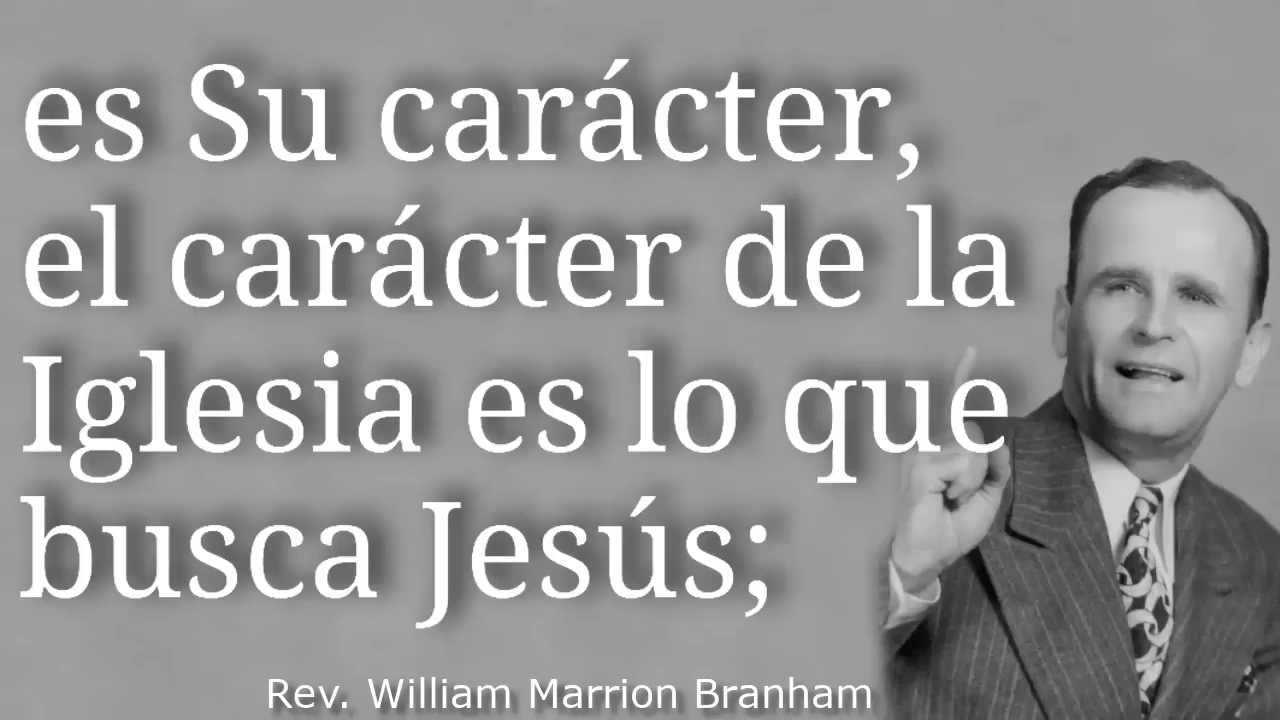 es Su carácter,
el carácter de la
Iglesia es lo que
busca Jesús;
Rev. William Marrion Branham